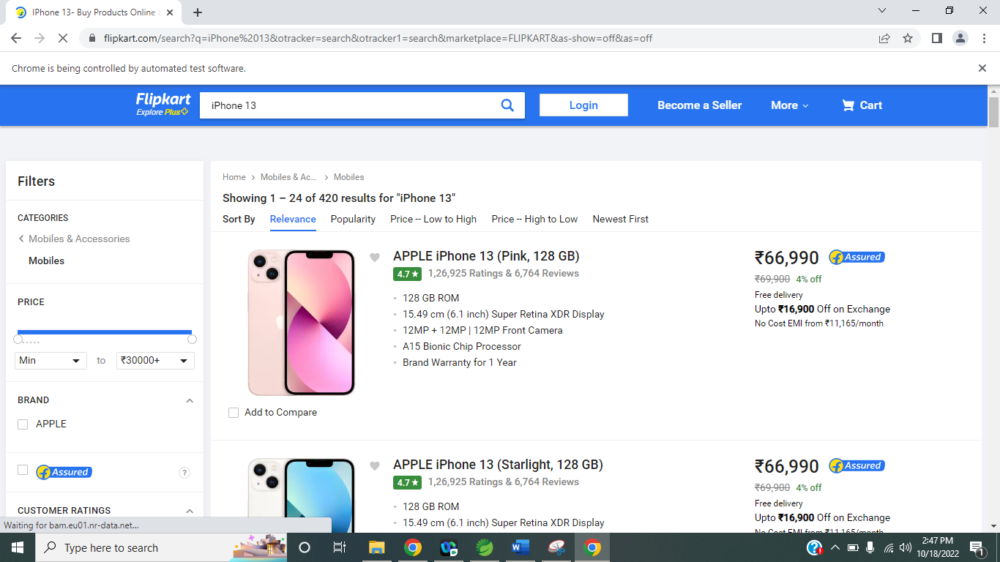 IPhone 13- Buy Products Online
flipkart.com/search?q=iPhone%2013&otracker=search&otracker1=search&marketplace=FLIPKART&as-show=off&as=off
Chrome is being controlled by automated test software.
Flipkart
Explore Plus
iPhone 13
Login
Become a Seller
More
Cart
Filters
CATEGORIES
Mobiles & Accessories
Mobiles
PRICE
Min
to
₹30000+
BRAND
APPLE
Assured
?
CUSTOMER RATINGS
Home
Mobiles & Ac...
Mobiles
Showing 1 – 24 of 420 results for "iPhone 13"
Sort By Relevance Popularity Price -- Low to High Price -- High to Low Newest First
APPLE iPhone 13 (Pink, 128 GB)
4.7 ★ 1,26,925 Ratings & 6,764 Reviews
128 GB ROM
15.49 cm (6.1 inch) Super Retina XDR Display
12MP + 12MP | 12MP Front Camera
A15 Bionic Chip Processor
Brand Warranty for 1 Year
₹66,990 Assured
₹69,900 4% off
Free delivery
Upto ₹16,900 Off on Exchange
No Cost EMI from ₹11,165/month
Add to Compare
APPLE iPhone 13 (Starlight, 128 GB)
4.7 ★ 1,26,925 Ratings & 6,764 Reviews
128 GB ROM
15.49 cm (6.1 inch) Super Retina XDR Display
₹66,990 Assured
₹69,900 4% off
Free delivery
Upto ₹16,900 Off on Exchange
No Cost EMI from ₹11,165/month
Waiting for bam.eu01.nr-data.net...
Type here to search
2:47 PM
10/18/2022
1